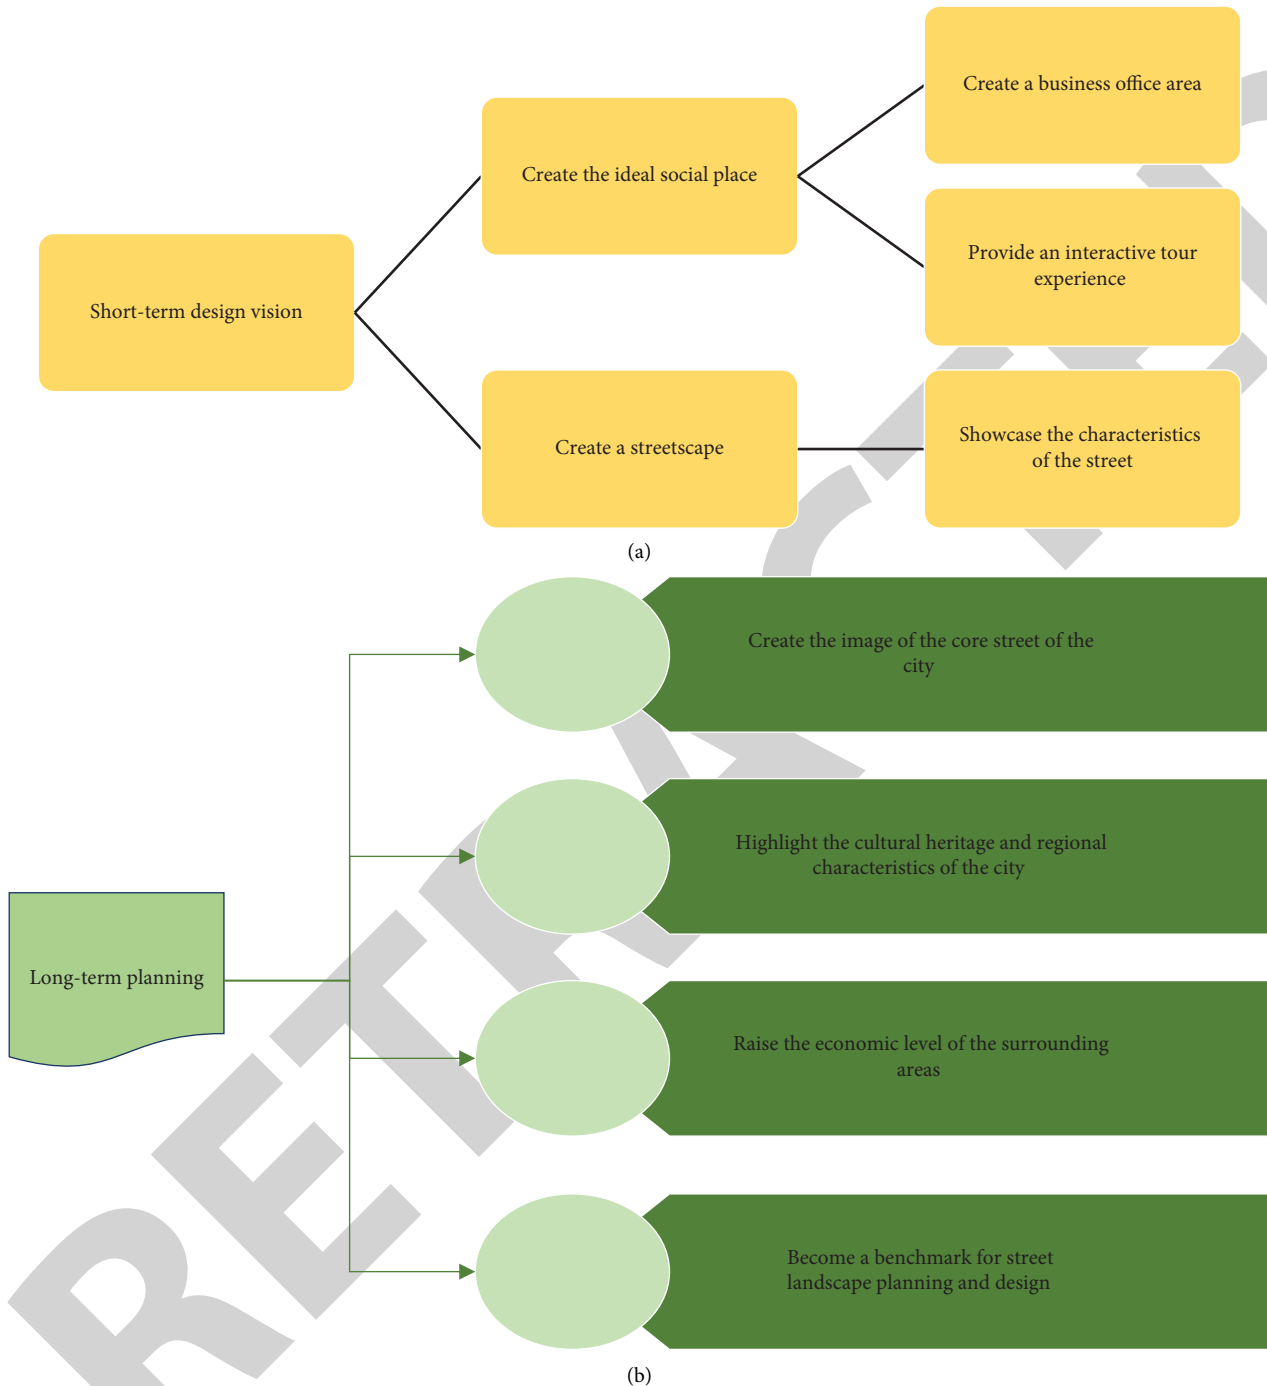 Create a business office area
Create the ideal social place
Provide an interactive tour
experience
Short-term design vision
Create a streetscape
Showcase the characteristics
of the street
(a)
Create the image of the core street of the
city
Highlight the cultural heritage and regional
characteristics of the city
Long-term planning
Raise the economic level of the surrounding
areas
Become a benchmark for street
landscape planning and design
(b)